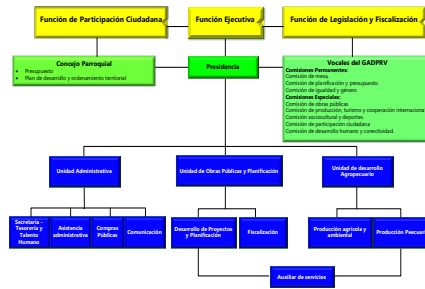 Función de Participación Ciudadana
Función Ejecutiva
Función de Legislación y Fiscalización
Concejo Parroquial
• Presupuesto
• Plan de desarrollo y ordenamiento territorial
Presidencia
Vocales del GADPRV
Comisiones Permanentes:
Comisión de mesa,
Comisión de planificación y presupuesto.
Comisión de igualdad y género
Comisiones Especiales:
Comisión de obras públicas
Comisión de producción, turismo y cooperación internaciona
Comisión sociocultural y deportes.
Comisión de participación ciudadana
Comisión de desarrollo humano y conectividad.
Unidad Administrativa
Unidad de Obras Públicas y Planificación
Unidad de desarrollo
Agropecuario
Secretaría -
Tesorería y
Talento
Humano
Asistencia
administrativa
Compras
Públicas
Comunicación
Desarrollo de Proyectos
y Planificación
Fiscalización
Producción agrícola y
ambiental
Producción Peecuaria
Auxiliar de servicios